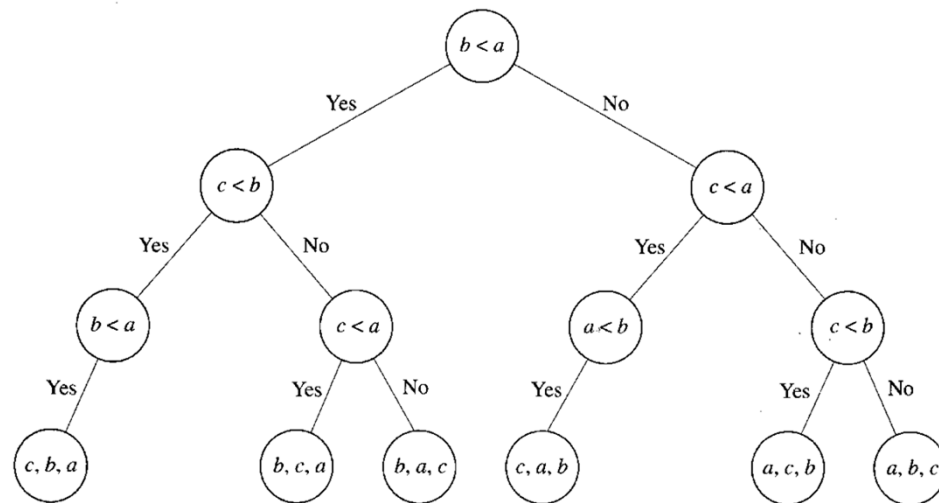 b < a
Yes
No
c < b
c < a
Yes
No
Yes
No
b < a
c < a
a < b
c < b
Yes
Yes
No
Yes
Yes
No
c, b, a
b, c, a
b, a, c
c, a, b
a, c, b
a, b, c